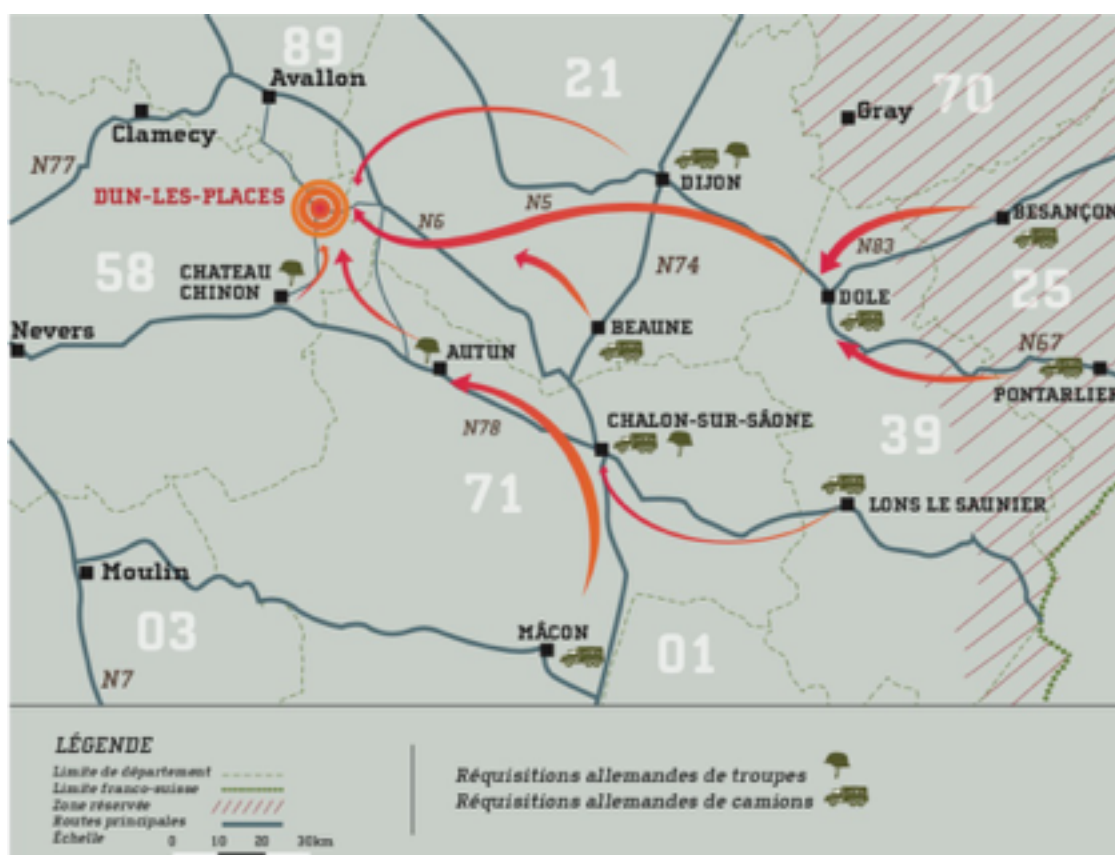 89
21
70
Avallon
Gray
Clamecy
N77
DIJON
DUN-LES-PLACES
N5
N6
BESANÇON
N83
58
N74
CHATEAU
CHINON
DOLE
25
Nevers
BEAUNE
N67
AUTUN
PONTARLIER
CHALON-SUR-SÂONE
39
N78
71
LONS LE SAUNIER
Moulin
03
MÂCON
01
N7
LÉGENDE
Limite de département
Limite franco-suisse
Zone réservée
Routes principales
Échelle
0 10 20 30km
Réquisitions allemandes de troupes
Réquisitions allemandes de camions